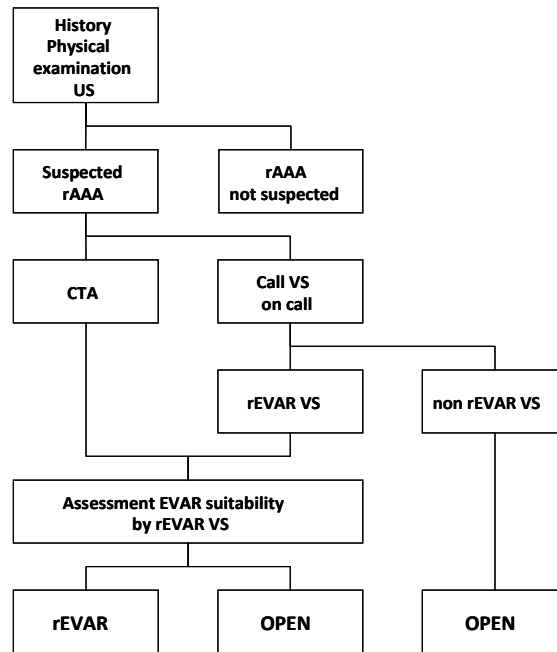 History
Physical
examination
US
Suspected
rAAA
rAAA
not suspected
CTA
Call VS
on call
rEVAR VS
non rEVAR VS
Assessment EVAR suitability
by rEVAR VS
rEVAR
OPEN
OPEN